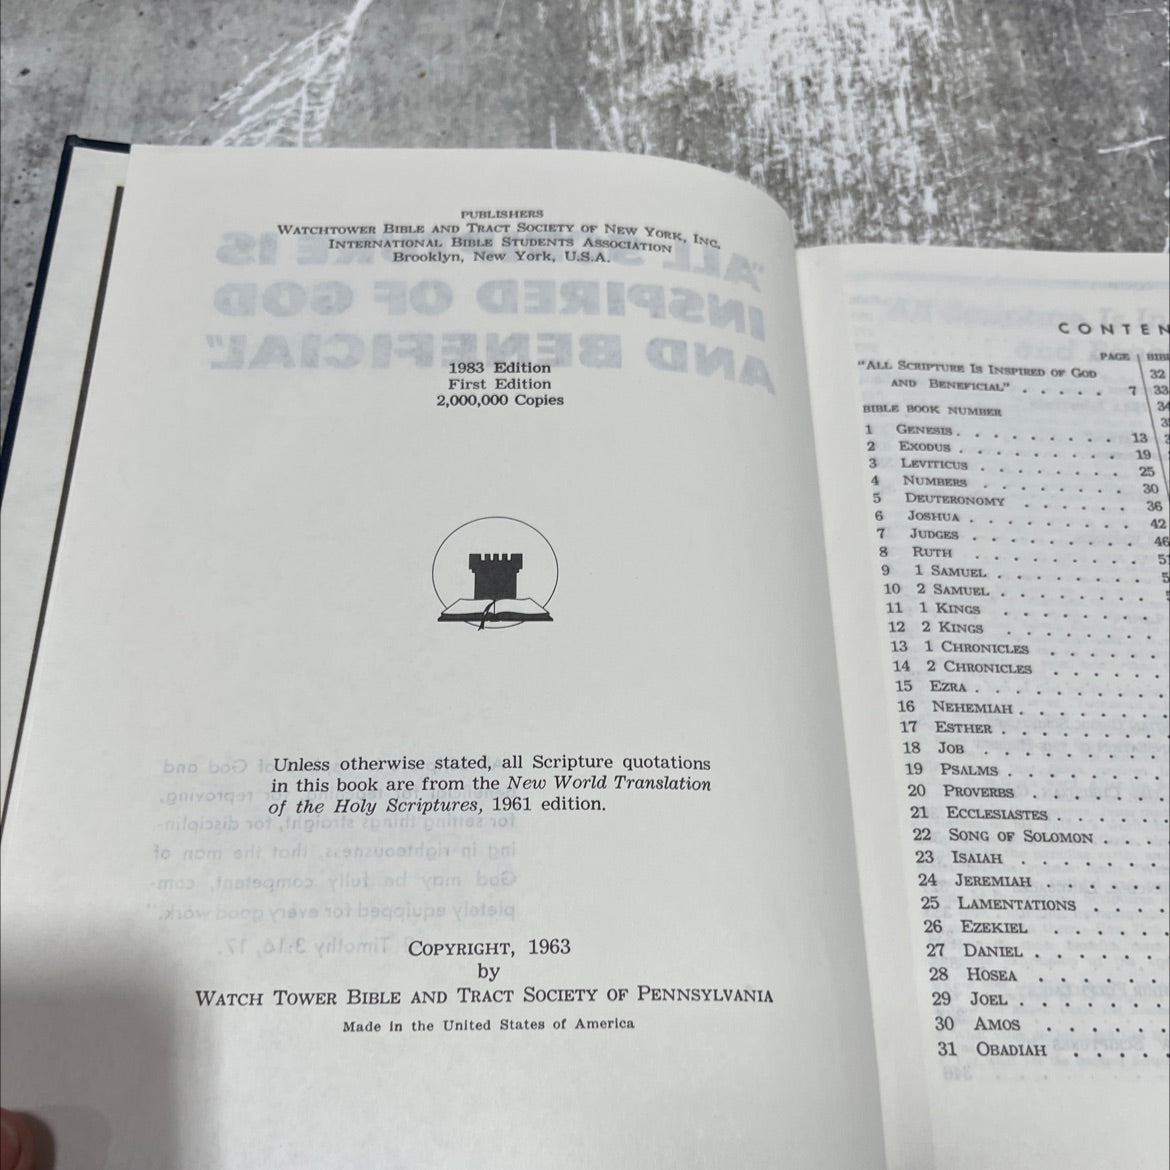 PUBLISHERS
WATCHTOWER BIBLE AND TRACT SOCIETY OF NEW YORK, INC.
INTERNATIONAL BIBLE STUDENTS ASSOCIATION
Brooklyn, New York, U.S.A.
1983 Edition
First Edition
2,000,000 Copies
Unless otherwise stated, all Scripture quotations
in this book are from the New World Translation
of the Holy Scriptures, 1961 edition.
COPYRIGHT, 1963
by
WATCH TOWER BIBLE AND TRACT SOCIETY OF PENNSYLVANIA
Made in the United States of America
CONTEN
PAGE
"ALL SCRIPTURE IS INSPIRED OF GOD
AND BENEFICIAL" . . . . . 7
BIBLE BOOK NUMBER
1 GENESIS . . . . . . . . . 13
2 EXODUS . . . . . . . . . 19
3 LEVITICUS . . . . . . . . 25
4 NUMBERS . . . . . . . . 30
5 DEUTERONOMY . . . . . . 36
6 JOSHUA . . . . . . . . . 42
7 JUDGES . . . . . . . . . 46
8 RUTH . . . . . . . . .
9 1 SAMUEL . . . . . . . .
10 2 SAMUEL . . . . . . . .
11 1 KINGS . . . . . . . .
12 2 KINGS . . . . . . . .
13 1 CHRONICLES . . . . . .
14 2 CHRONICLES . . . . . .
15 EZRA . . . . . . . . . .
16 NEHEMIAH . . . . . . . .
17 ESTHER . . . . . . . . .
18 JOB . . . . . . . . . .
19 PSALMS . . . . . . . . .
20 PROVERBS . . . . . . . .
21 ECCLESIASTES . . . . . .
22 SONG OF SOLOMON . . . .
23 ISAIAH . . . . . . . .
24 JEREMIAH . . . . . . .
25 LAMENTATIONS . . . .
26 EZEKIEL . . . . . .
27 DANIEL . . . . . . .
28 HOSEA . . . . . . .
29 JOEL . . . . . . . .
30 AMOS . . . . . .
31 OBADIAH . . . . .
32
33